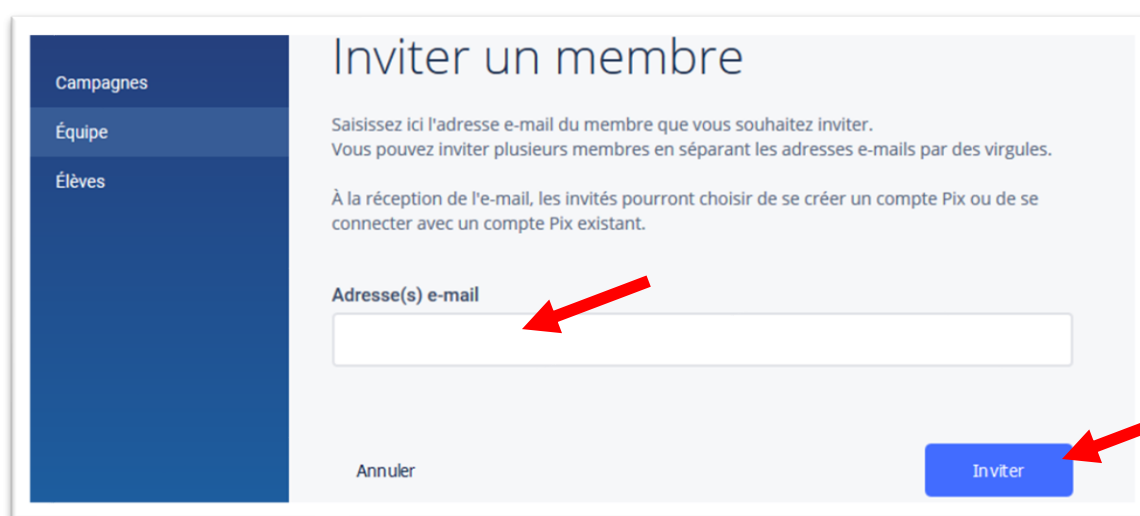 Campagnes
Équipe
Élèves
Inviter un membre
Saisissez ici l'adresse e-mail du membre que vous souhaitez inviter.
Vous pouvez inviter plusieurs membres en séparant les adresses e-mails par des virgules.
À la réception de l'e-mail, les invités pourront choisir de se créer un compte Pix ou de se
connecter avec un compte Pix existant.
Adresse(s) e-mail
Annuler
Inviter